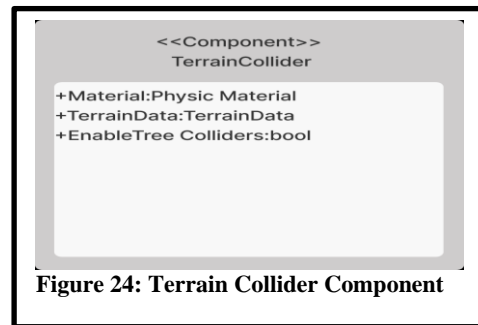 <<Component>>
TerrainCollider
+Material:Physic Material
+TerrainData:TerrainData
+EnableTree Colliders:bool
Figure 24: Terrain Collider Component